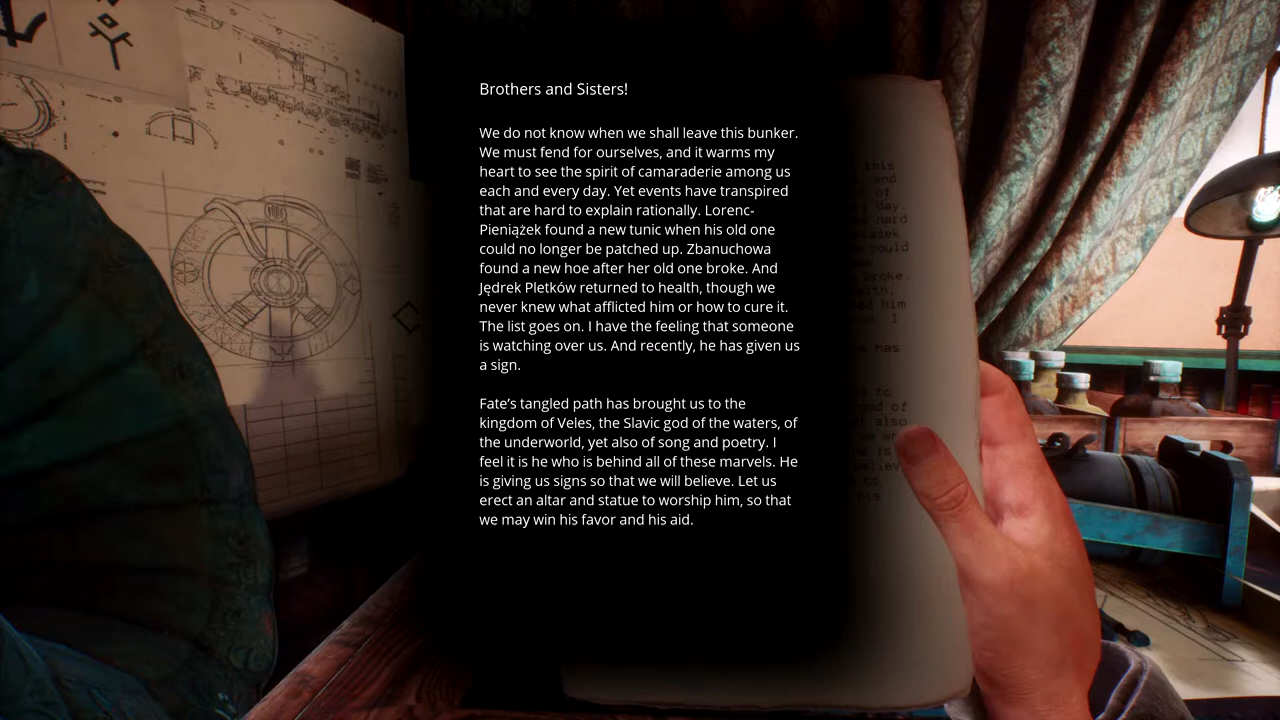 Brothers and Sisters!
We do not know when we shall leave this bunker.
We must fend for ourselves, and it warms my
heart to see the spirit of camaraderie among us
each and every day. Yet events have transpired
that are hard to explain rationally. Lorenc-
Pieniążek found a new tunic when his old one
could no longer be patched up. Zbanuchowa
found a new hoe after her old one broke. And
Jędrek Pletków returned to health, though we
never knew what afflicted him or how to cure it.
The list goes on. I have the feeling that someone
is watching over us. And recently, he has given us
a sign.
Fate’s tangled path has brought us to the
kingdom of Veles, the Slavic god of the waters, of
the underworld, yet also of song and poetry. I
feel it is he who is behind all of these marvels. He
is giving us signs so that we will believe. Let us
erect an altar and statue to worship him, so that
we may win his favor and his aid.